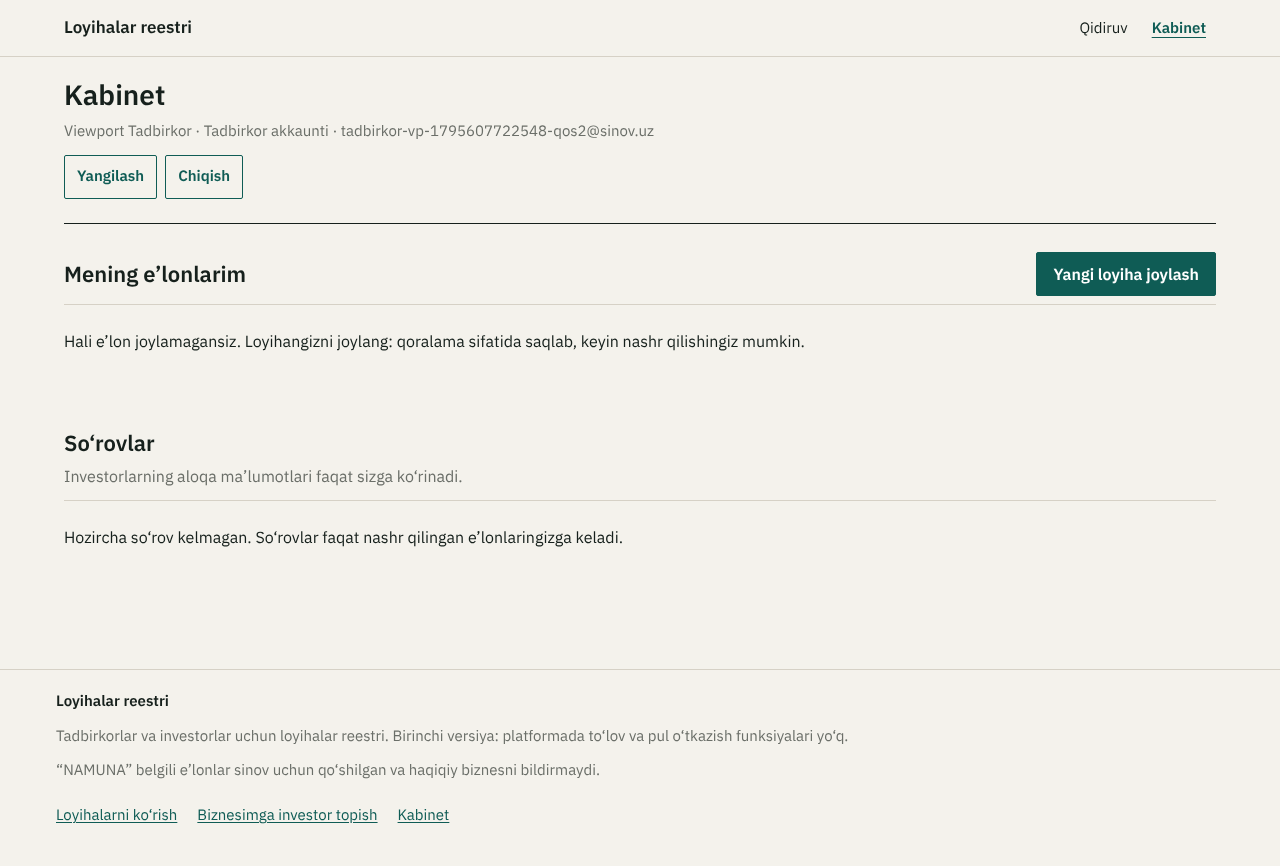 Loyihalar reestri
Qidiruv
Kabinet
Kabinet
Viewport Tadbirkor · Tadbirkor akkaunti · tadbirkor-vp-1795607722548-qos2@sinov.uz
Yangilash
Chiqish
Mening e’lonlarim
Yangi loyiha joylash
Hali e’lon joylamagansiz. Loyihangizni joylang: qoralama sifatida saqlab, keyin nashr qilishingiz mumkin.
So‘rovlar
Investorlarning aloqa ma’lumotlari faqat sizga ko‘rinadi.
Hozircha so‘rov kelmagan. So‘rovlar faqat nashr qilingan e’lonlaringizga keladi.
Loyihalar reestri
Tadbirkorlar va investorlar uchun loyihalar reestri. Birinchi versiya: platformada to‘lov va pul o‘tkazish funksiyalari yo‘q.
“NAMUNA” belgili e’lonlar sinov uchun qo‘shilgan va haqiqiy biznesni bildirmaydi.
Loyihalarni ko‘rish
Biznesimga investor topish
Kabinet